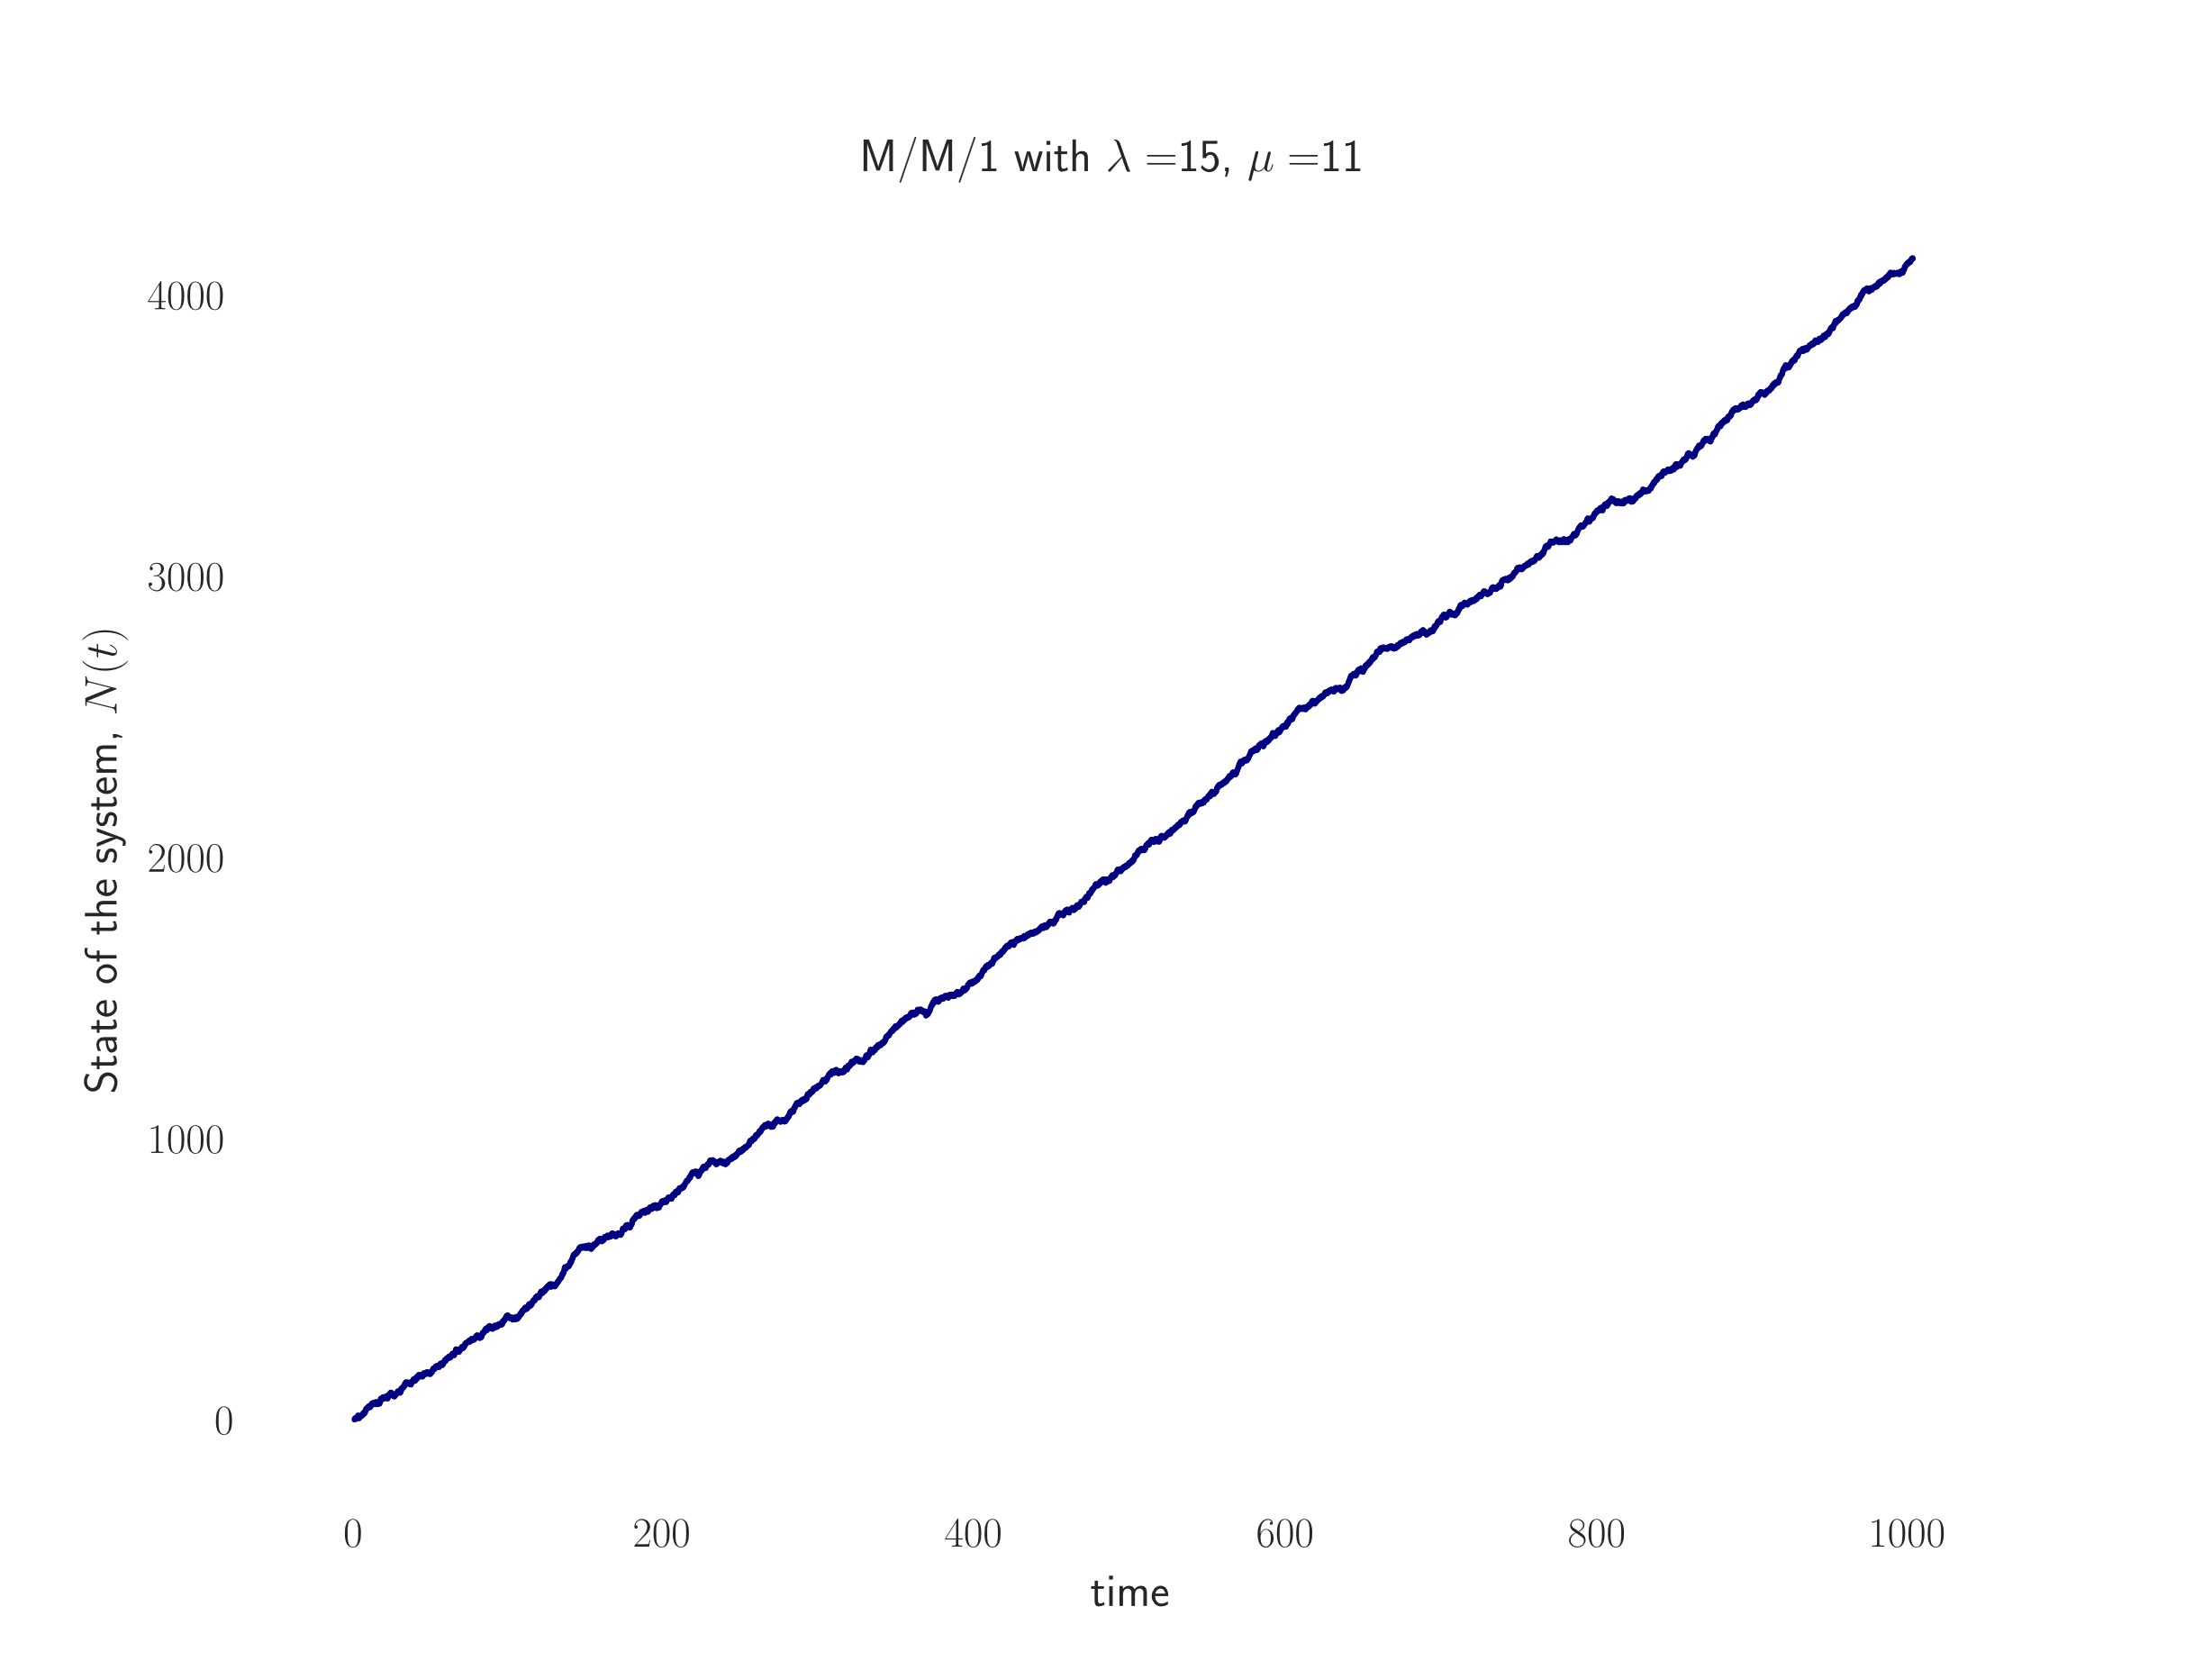 M/M/1 with λ =15, μ =11
State of the system, N(t)
4000
3000
2000
1000
0
0 200 400 600 800 1000
time